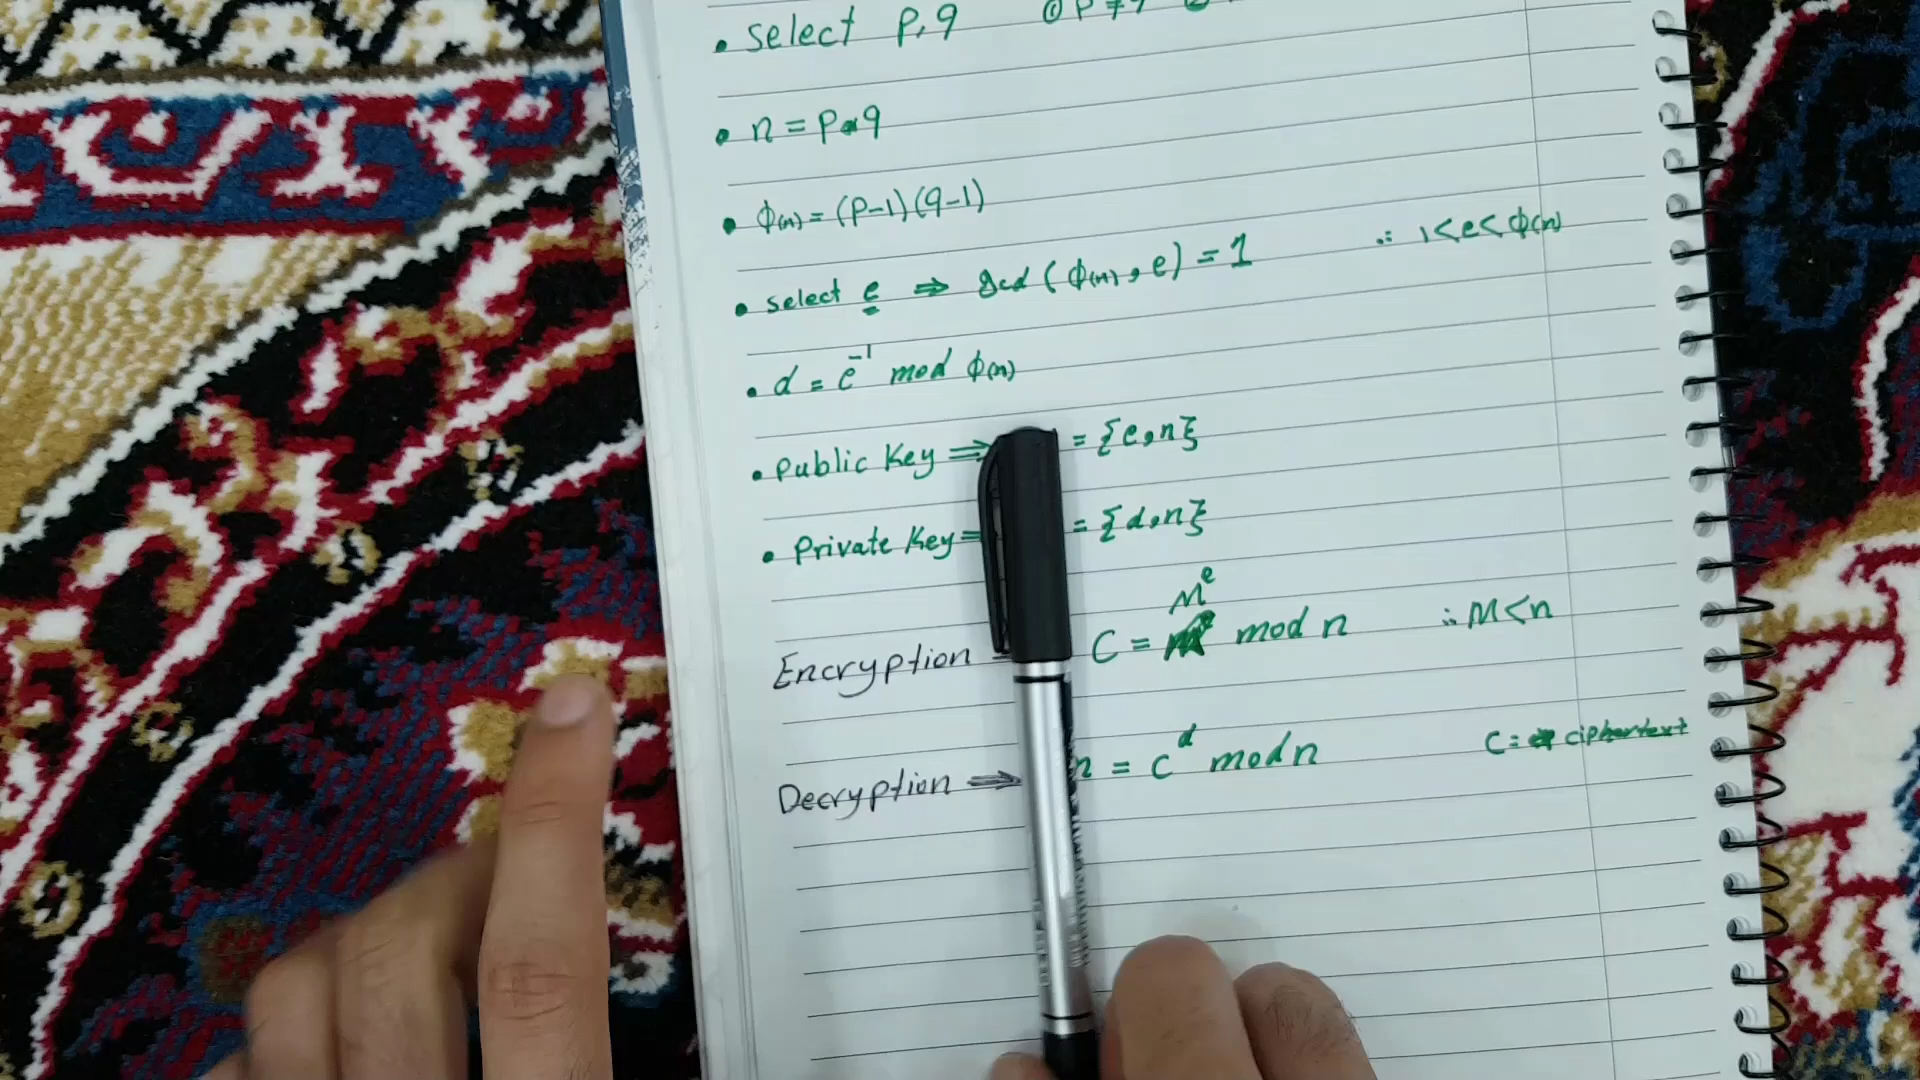 • select p, q ① P ≠ q
• n = p * q
• ϕ(n) = (P-1)(q-1)
• select e ⇒ gcd (ϕ(n), e) = 1 ∴ 1<e<ϕ(n)
• d = e⁻¹ mod ϕ(n)
• Public Key ⇒ = {e,n}
• Private Key = = {d,n}
Encryption C = Mᵉ mod n ∴ M<n
Decryption ⇒ = c^d mod n C = ciphertext